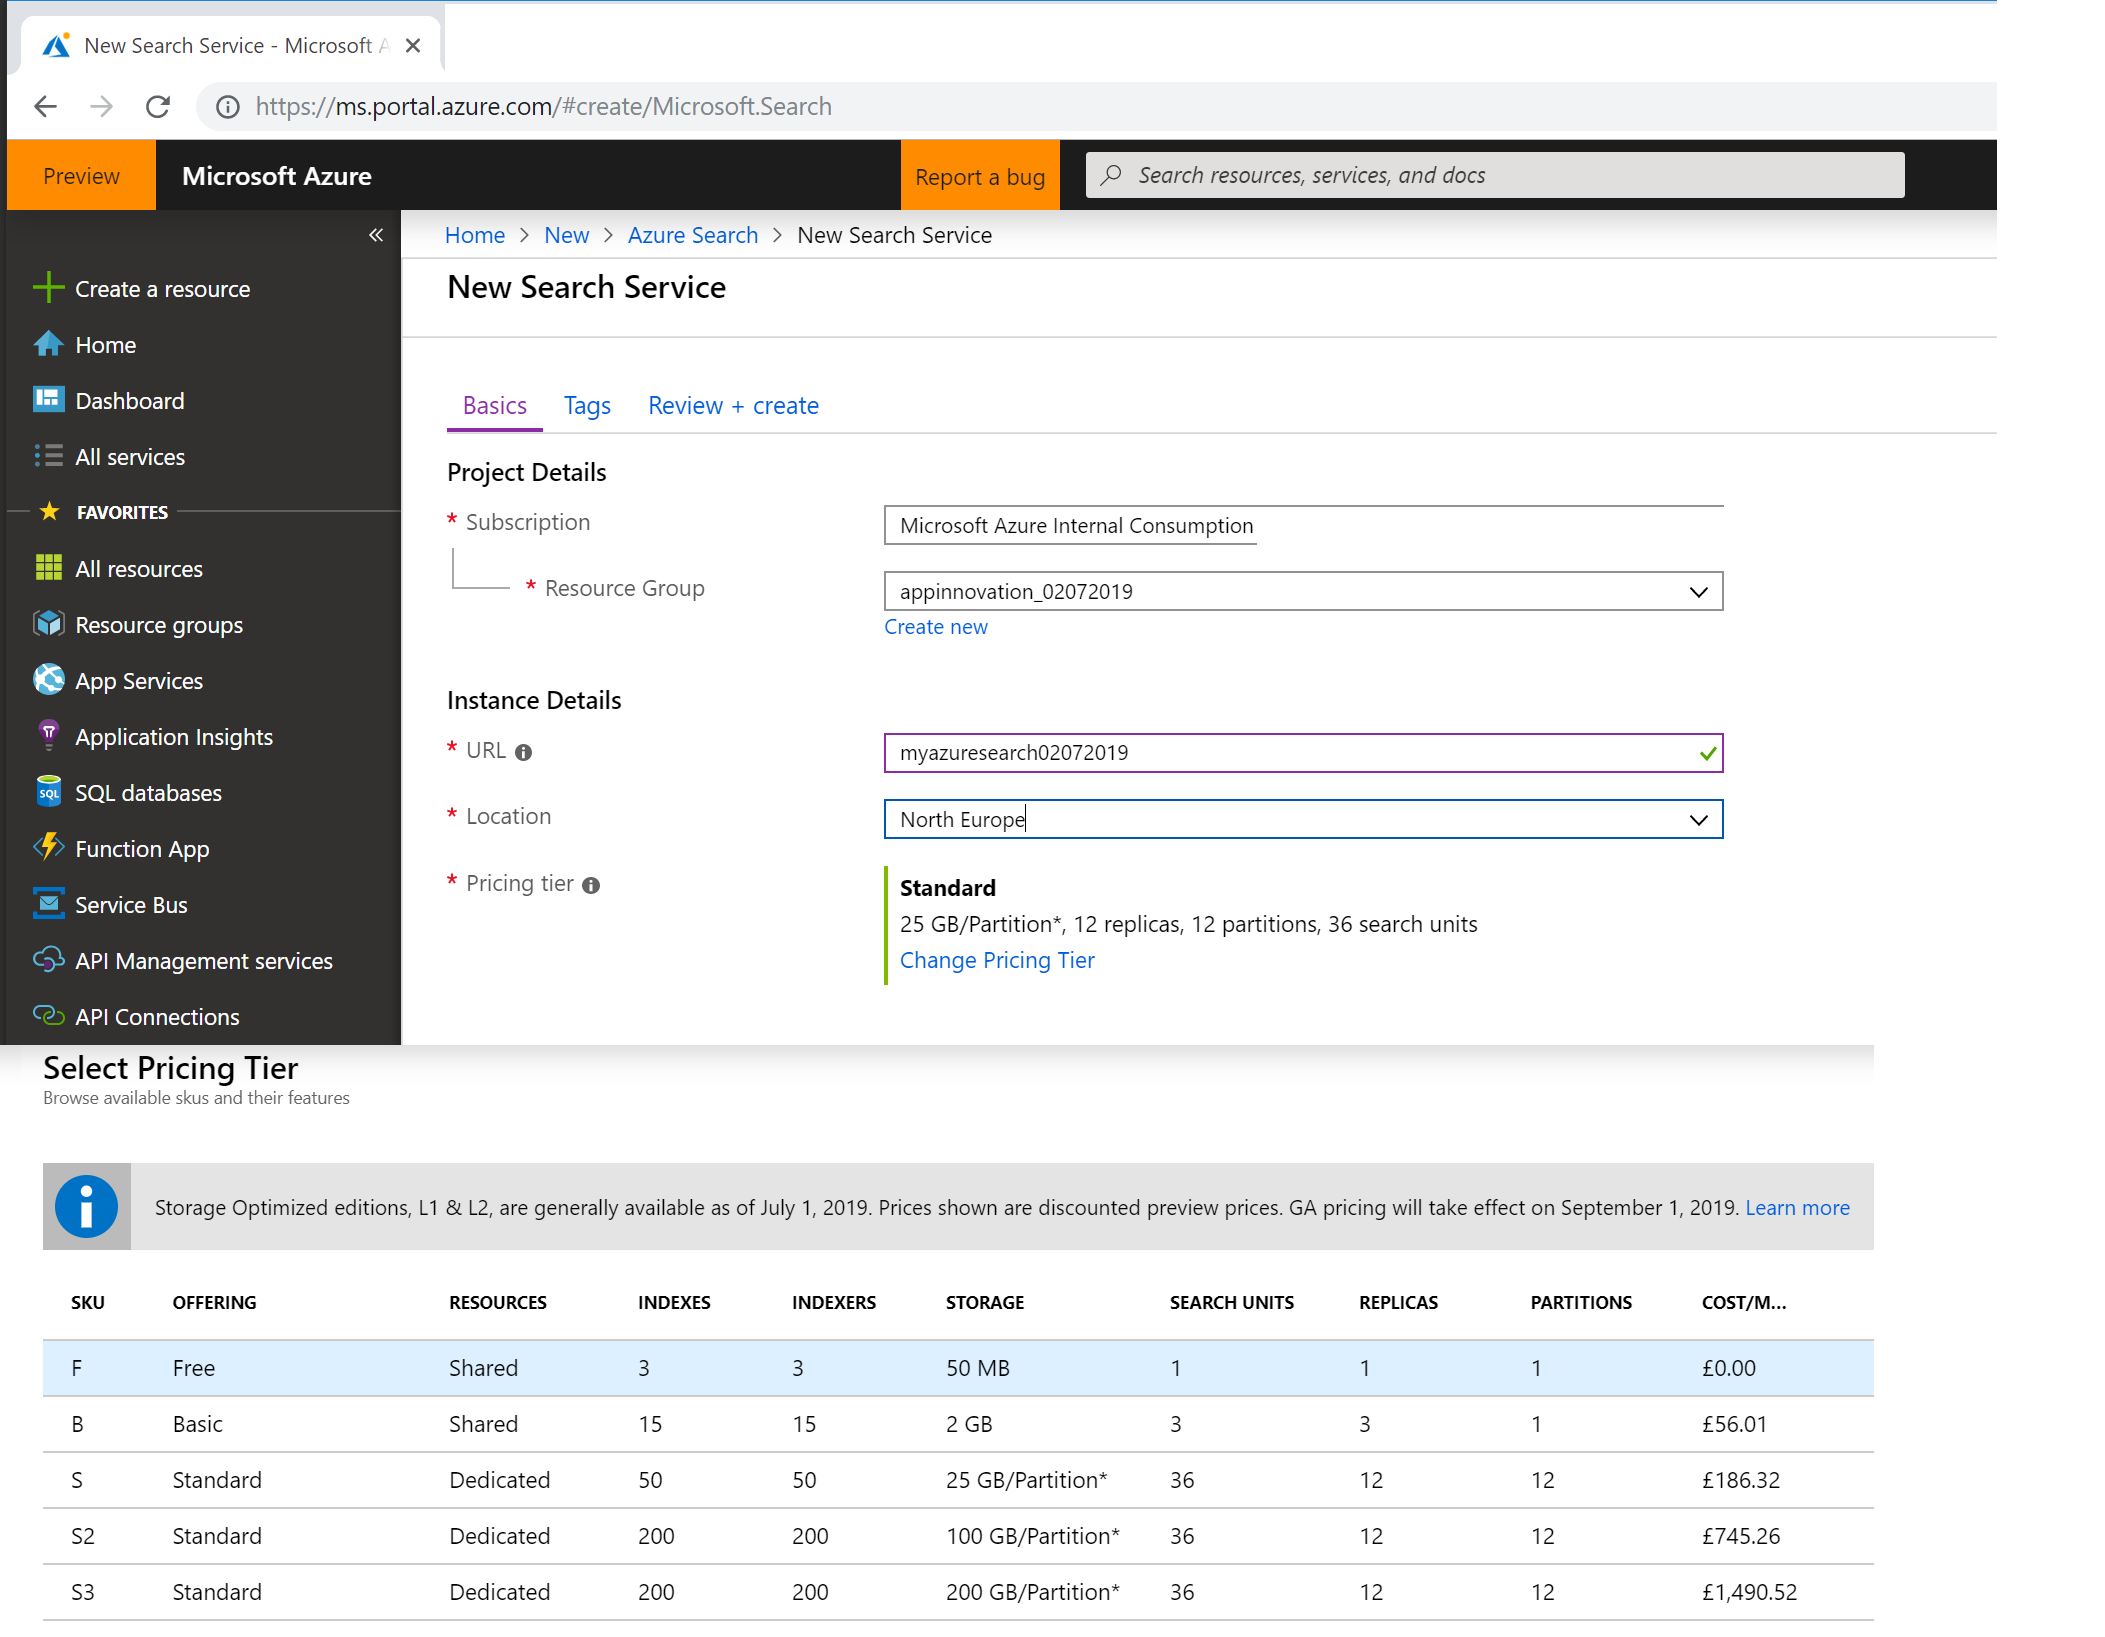 New Search Service - Microsoft A
https://ms.portal.azure.com/#create/Microsoft.Search
Preview
Microsoft Azure
Report a bug
Search resources, services, and docs
Create a resource
Home
Dashboard
All services
FAVORITES
All resources
Resource groups
App Services
Application Insights
SQL
SQL databases
Function App
Service Bus
API Management services
API Connections
Home > New > Azure Search > New Search Service
New Search Service
Basics Tags Review + create
Project Details
* Subscription
Microsoft Azure Internal Consumption
* Resource Group
appinnovation_02072019
Create new
Instance Details
* URL
myazuresearch02072019
* Location
North Europe
* Pricing tier
Standard
25 GB/Partition*, 12 replicas, 12 partitions, 36 search units
Change Pricing Tier
Select Pricing Tier
Browse available skus and their features
Storage Optimized editions, L1 & L2, are generally available as of July 1, 2019. Prices shown are discounted preview prices. GA pricing will take effect on September 1, 2019. Learn more
SKU OFFERING RESOURCES INDEXES INDEXERS STORAGE SEARCH UNITS REPLICAS PARTITIONS COST/M...
F Free Shared 3 3 50 MB 1 1 1 £0.00
B Basic Shared 15 15 2 GB 3 3 1 £56.01
S Standard Dedicated 50 50 25 GB/Partition* 36 12 12 £186.32
S2 Standard Dedicated 200 200 100 GB/Partition* 36 12 12 £745.26
S3 Standard Dedicated 200 200 200 GB/Partition* 36 12 12 £1,490.52